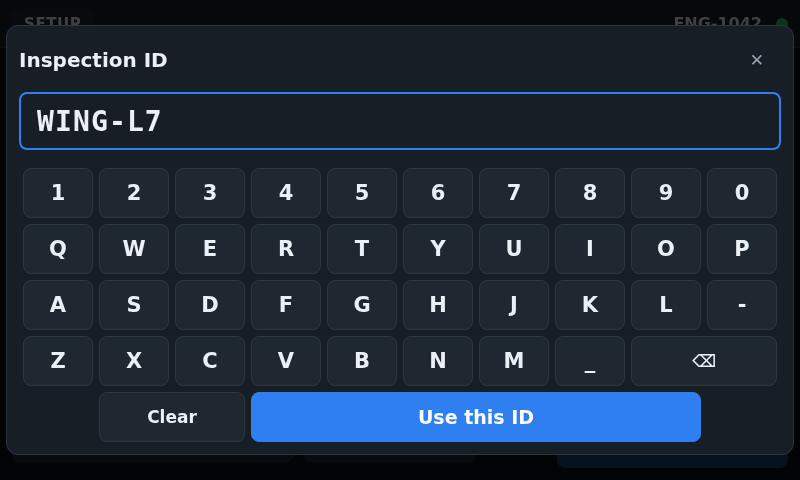 SETUP ENG-1042
Inspection ID ×
WING-L7
1 2 3 4 5 6 7 8 9 0
Q W E R T Y U I O P
A S D F G H J K L -
Z X C V B N M _ ⌫
Clear Use this ID